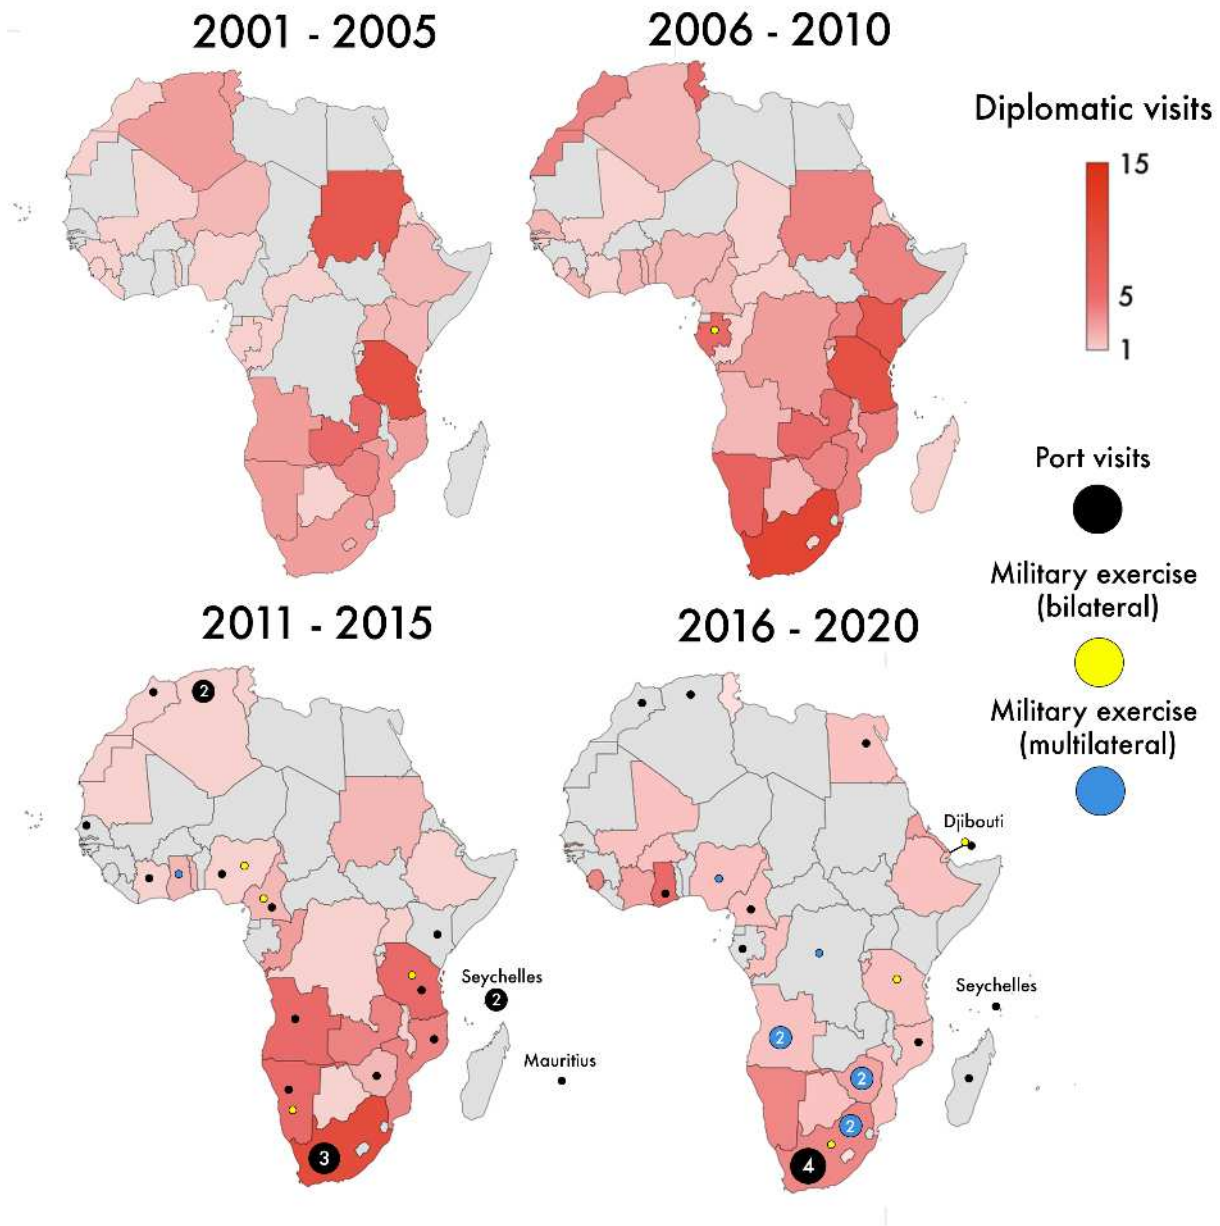 2001 - 2005
2006 - 2010
Diplomatic visits
15
5
1
Port visits
Military exercise
(bilateral)
Military exercise
(multilateral)
2011 - 2015
2
Seychelles
2
Mauritius
3
2016 - 2020
Djibouti
Seychelles
2
2
2
4